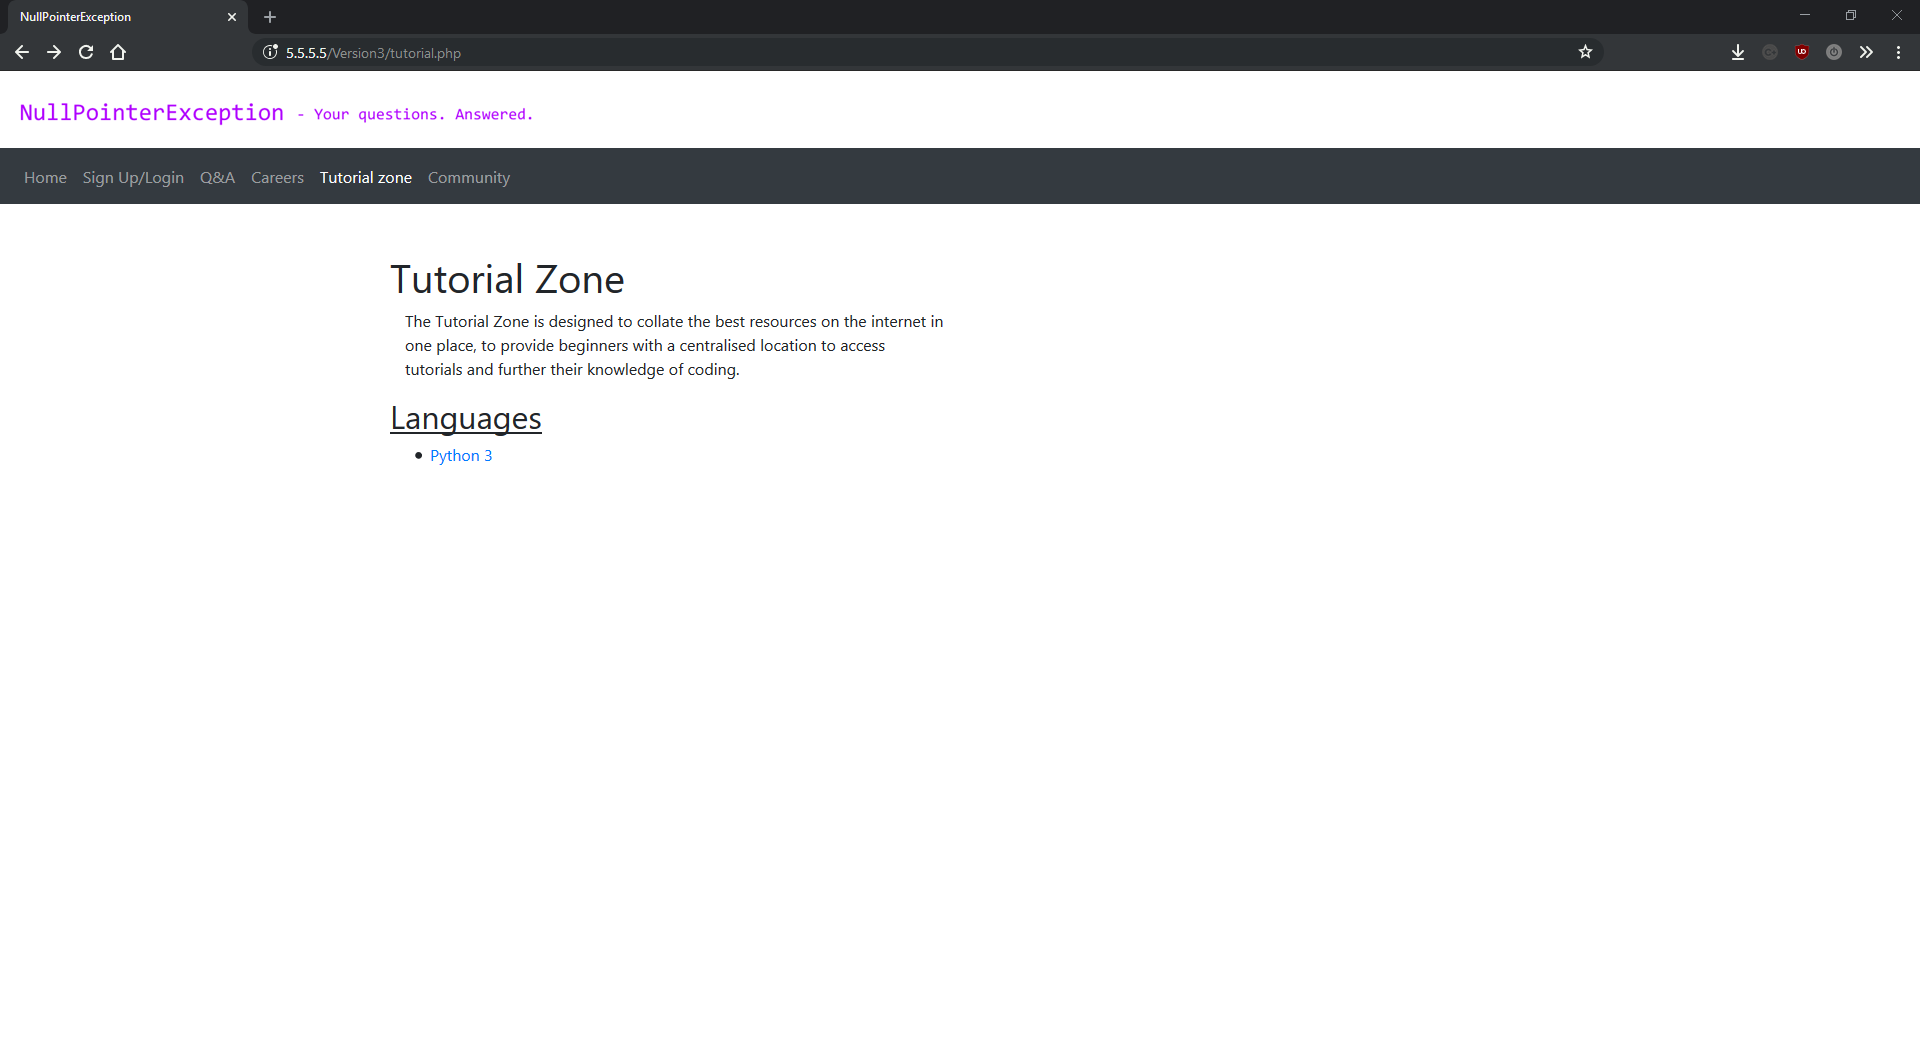 NullPointerException
5.5.5.5/Version3/tutorial.php
NullPointerException - Your questions. Answered.
Home Sign Up/Login Q&A Careers Tutorial zone Community
Tutorial Zone
The Tutorial Zone is designed to collate the best resources on the internet in
one place, to provide beginners with a centralised location to access
tutorials and further their knowledge of coding.
Languages
• Python 3